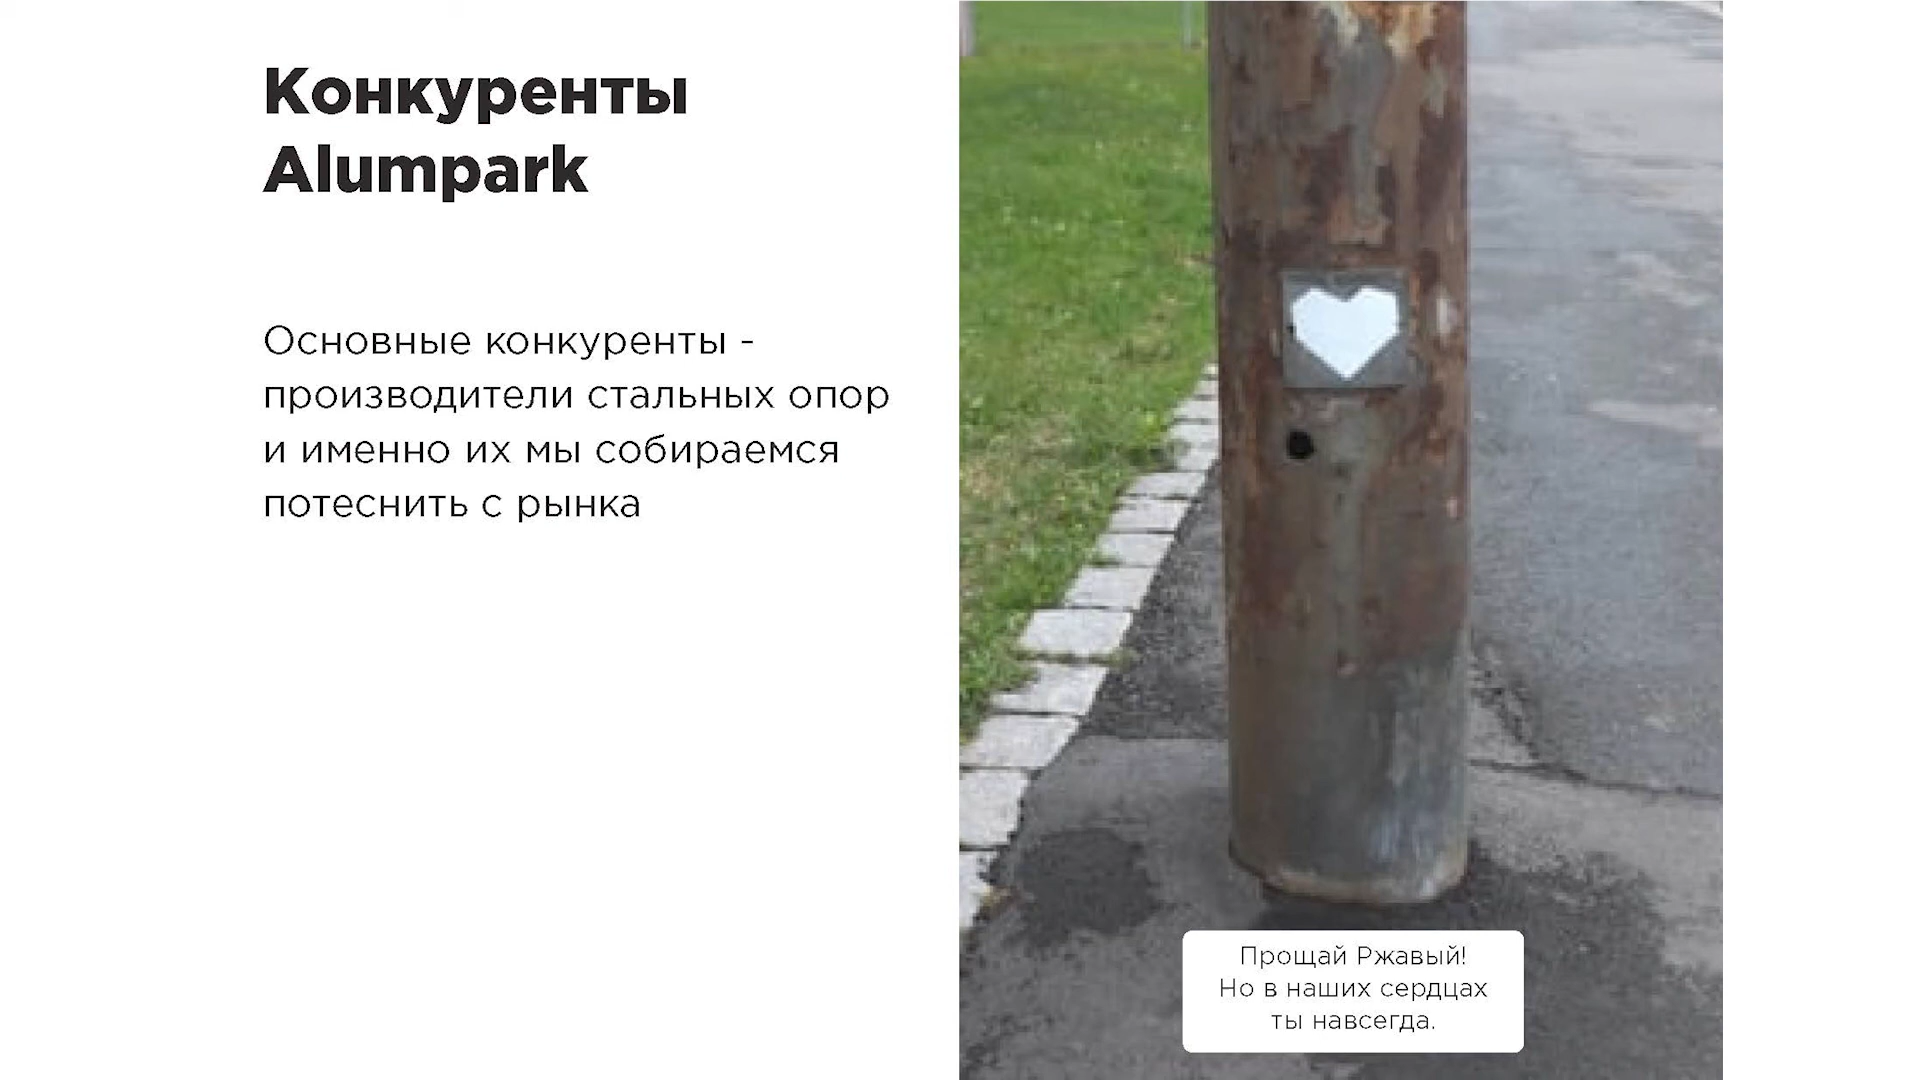 Конкуренты
Alumpark
Основные конкуренты -
производители стальных опор
и именно их мы собираемся
потеснить с рынка
Прощай Ржавый!
Но в наших сердцах
ты навсегда.